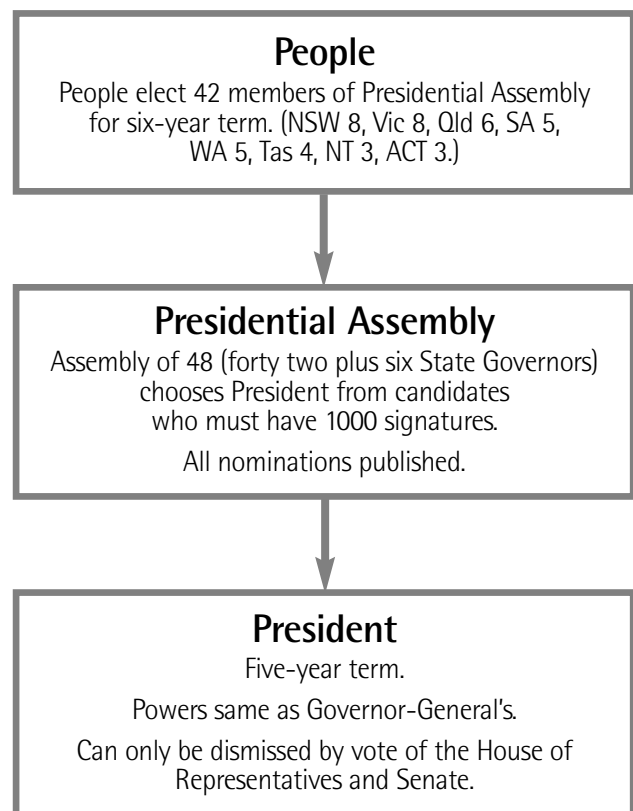 People
People elect 42 members of Presidential Assembly
for six-year term. (NSW 8, Vic 8, Qld 6, SA 5,
WA 5, Tas 4, NT 3, ACT 3.)
Presidential Assembly
Assembly of 48 (forty two plus six State Governors)
chooses President from candidates
who must have 1000 signatures.
All nominations published.
President
Five-year term.
Powers same as Governor-General's.
Can only be dismissed by vote of the House of
Representatives and Senate.